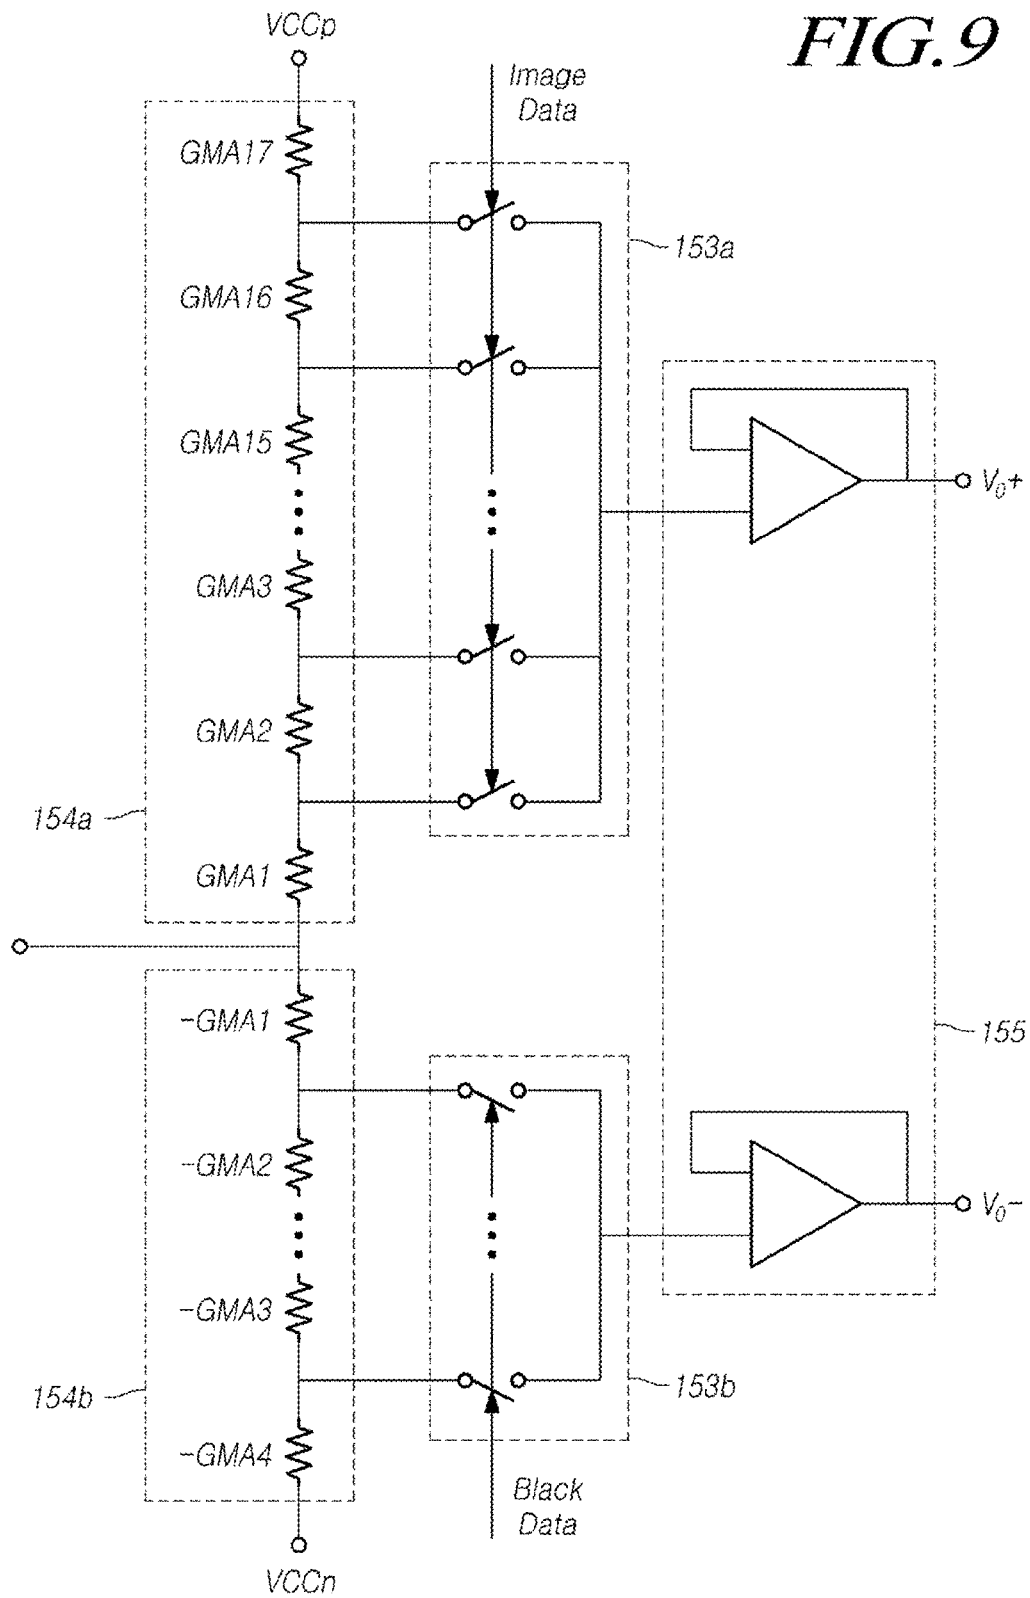 FIG.9
VCCp
Image
Data
GMA17
153a
GMA16
GMA15
V0+
GMA3
GMA2
154a
GMA1
-GMA1
155
-GMA2
V0-
-GMA3
153b
154b
-GMA4
Black
Data
VCCn